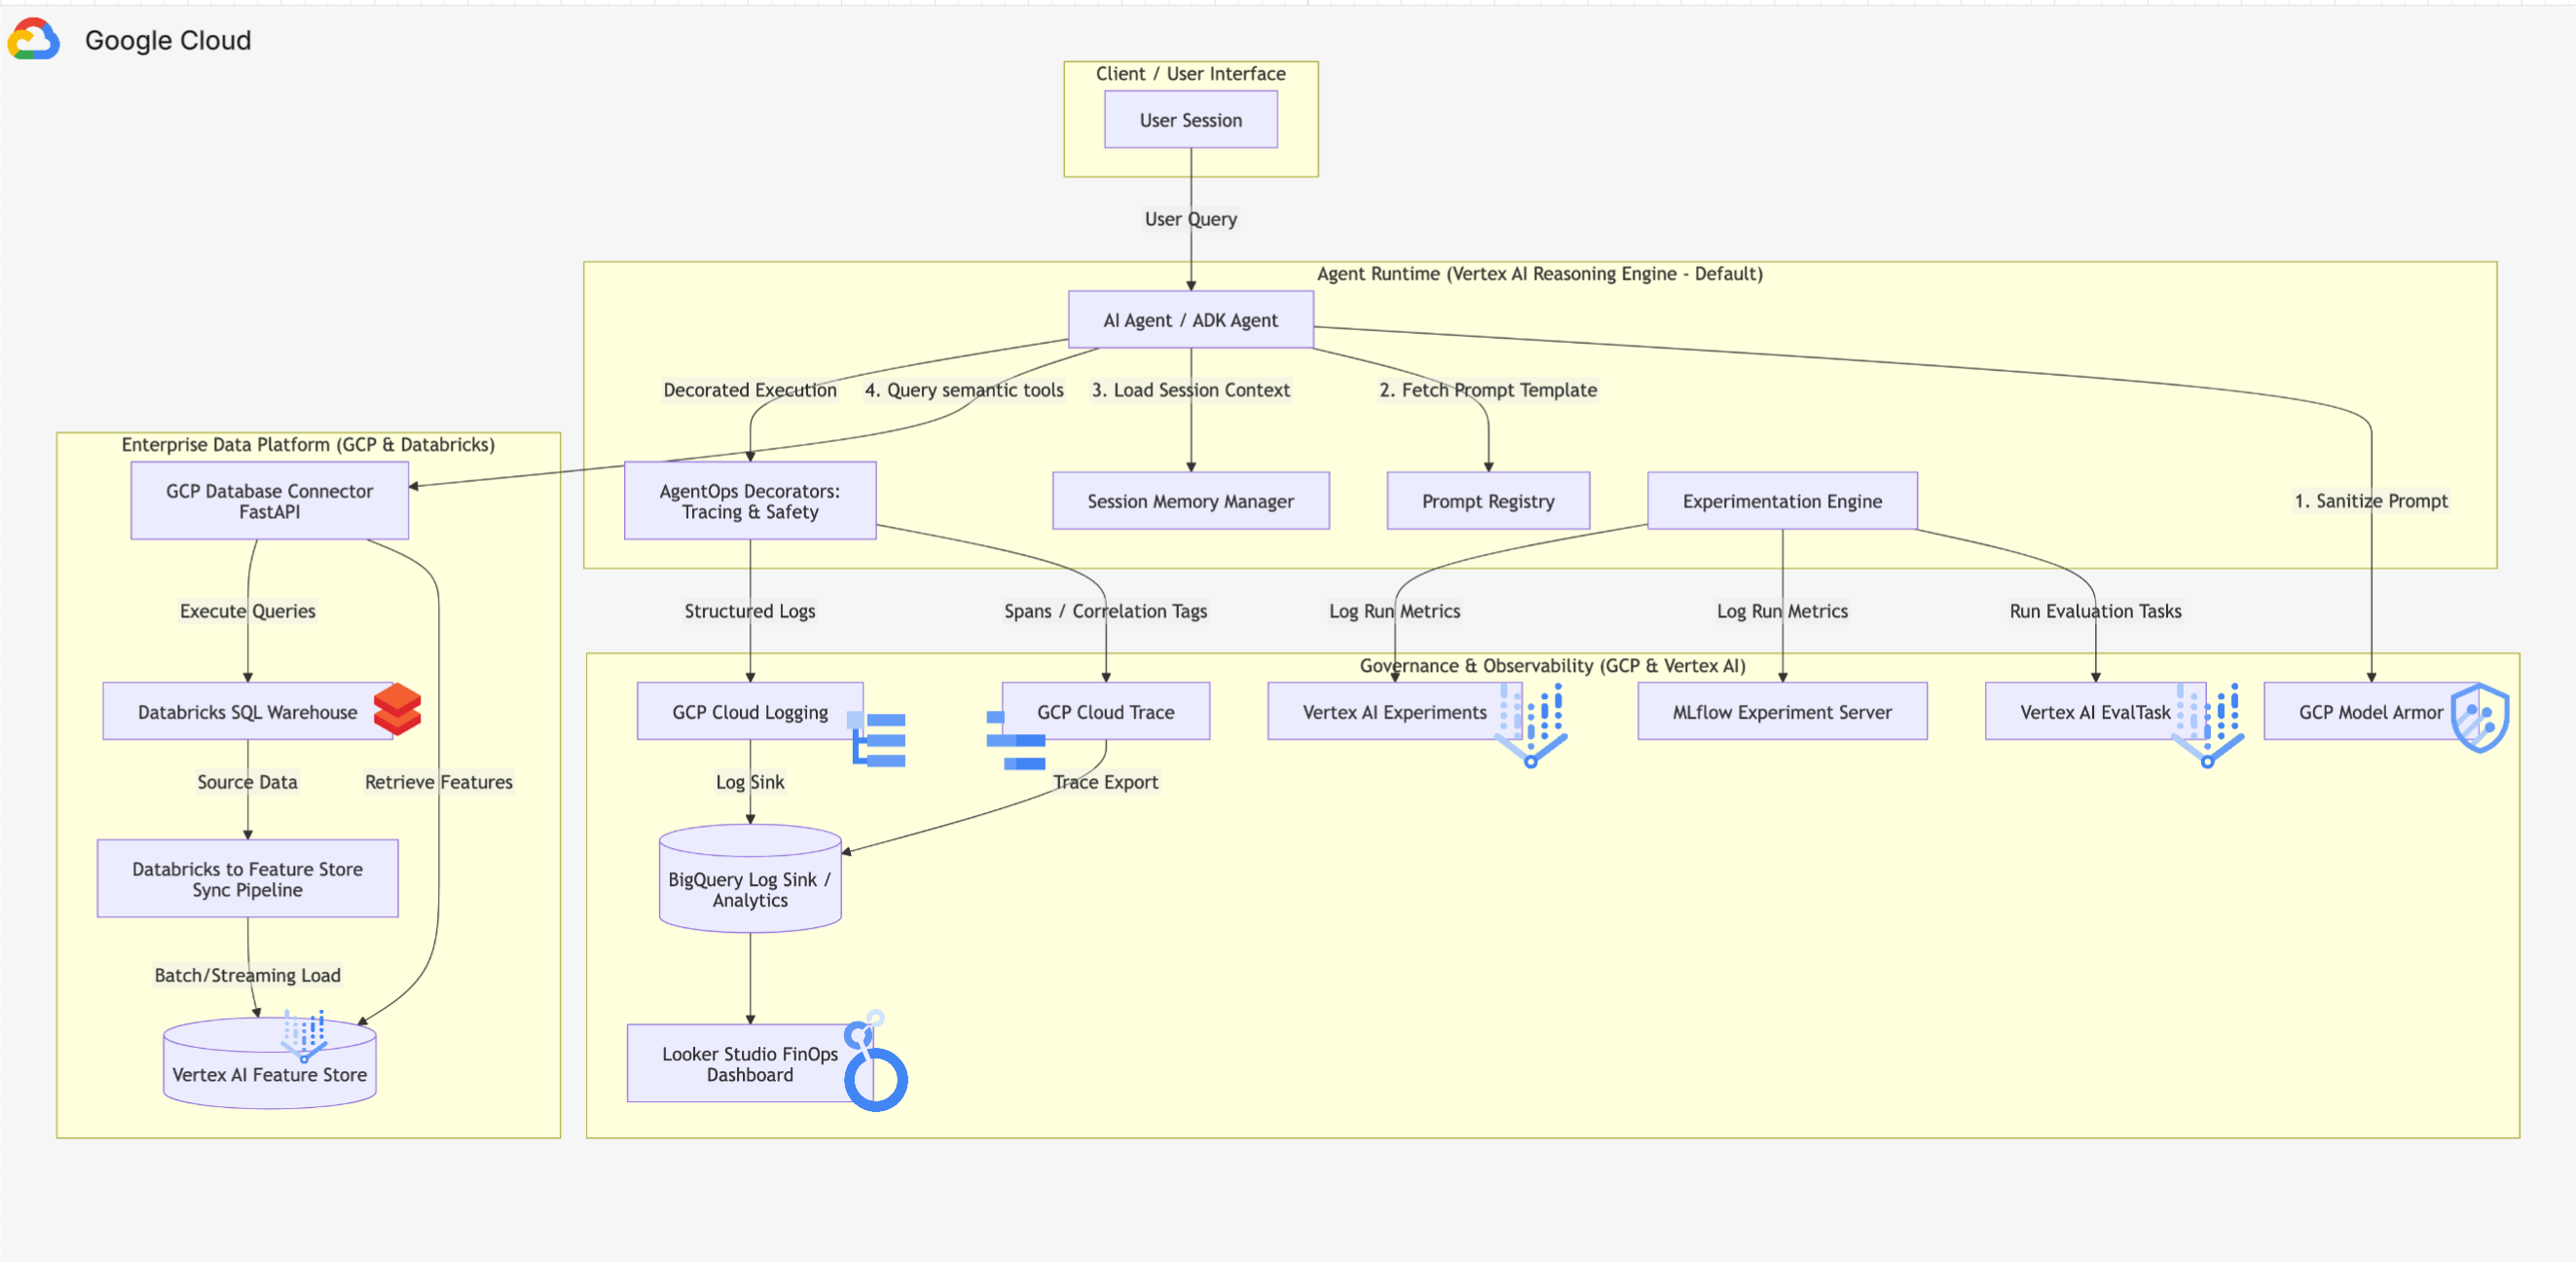 Google Cloud
Client / User Interface
User Session
User Query
Agent Runtime (Vertex AI Reasoning Engine - Default)
AI Agent / ADK Agent
Decorated Execution
4. Query semantic tools
3. Load Session Context
2. Fetch Prompt Template
Enterprise Data Platform (GCP & Databricks)
GCP Database Connector
FastAPI
AgentOps Decorators:
Tracing & Safety
Session Memory Manager
Prompt Registry
Experimentation Engine
1. Sanitize Prompt
Execute Queries
Structured Logs
Spans / Correlation Tags
Log Run Metrics
Log Run Metrics
Run Evaluation Tasks
Governance & Observability (GCP & Vertex AI)
Databricks SQL Warehouse
GCP Cloud Logging
GCP Cloud Trace
Vertex AI Experiments
MLflow Experiment Server
Vertex AI EvalTask
GCP Model Armor
Source Data
Retrieve Features
Log Sink
Trace Export
Databricks to Feature Store
Sync Pipeline
BigQuery Log Sink /
Analytics
Batch/Streaming Load
Vertex AI Feature Store
Looker Studio FinOps
Dashboard